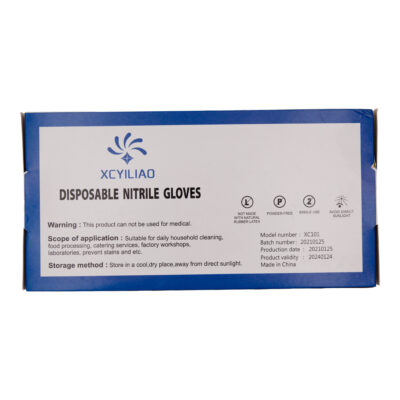 XCYILIAO
DISPOSABLE NITRILE GLOVES
L P 2
NOT MADE
WITH NATURAL
RUBBER LATEX
POWDER-FREE
SINGLE USE
AVOID DIRECT
SUNLIGHT
Warning : This product can not be used for medical.
Scope of application : Suitable for daily household cleaning,
food processing, catering services, factory workshops,
laboratories, prevent stains and etc.
Storage method : Store in a cool,dry place,away from direct sunlight.
Model number : XC101
Batch number : 20210125
Production date : 20210125
Product validity : 20240124
Made in China